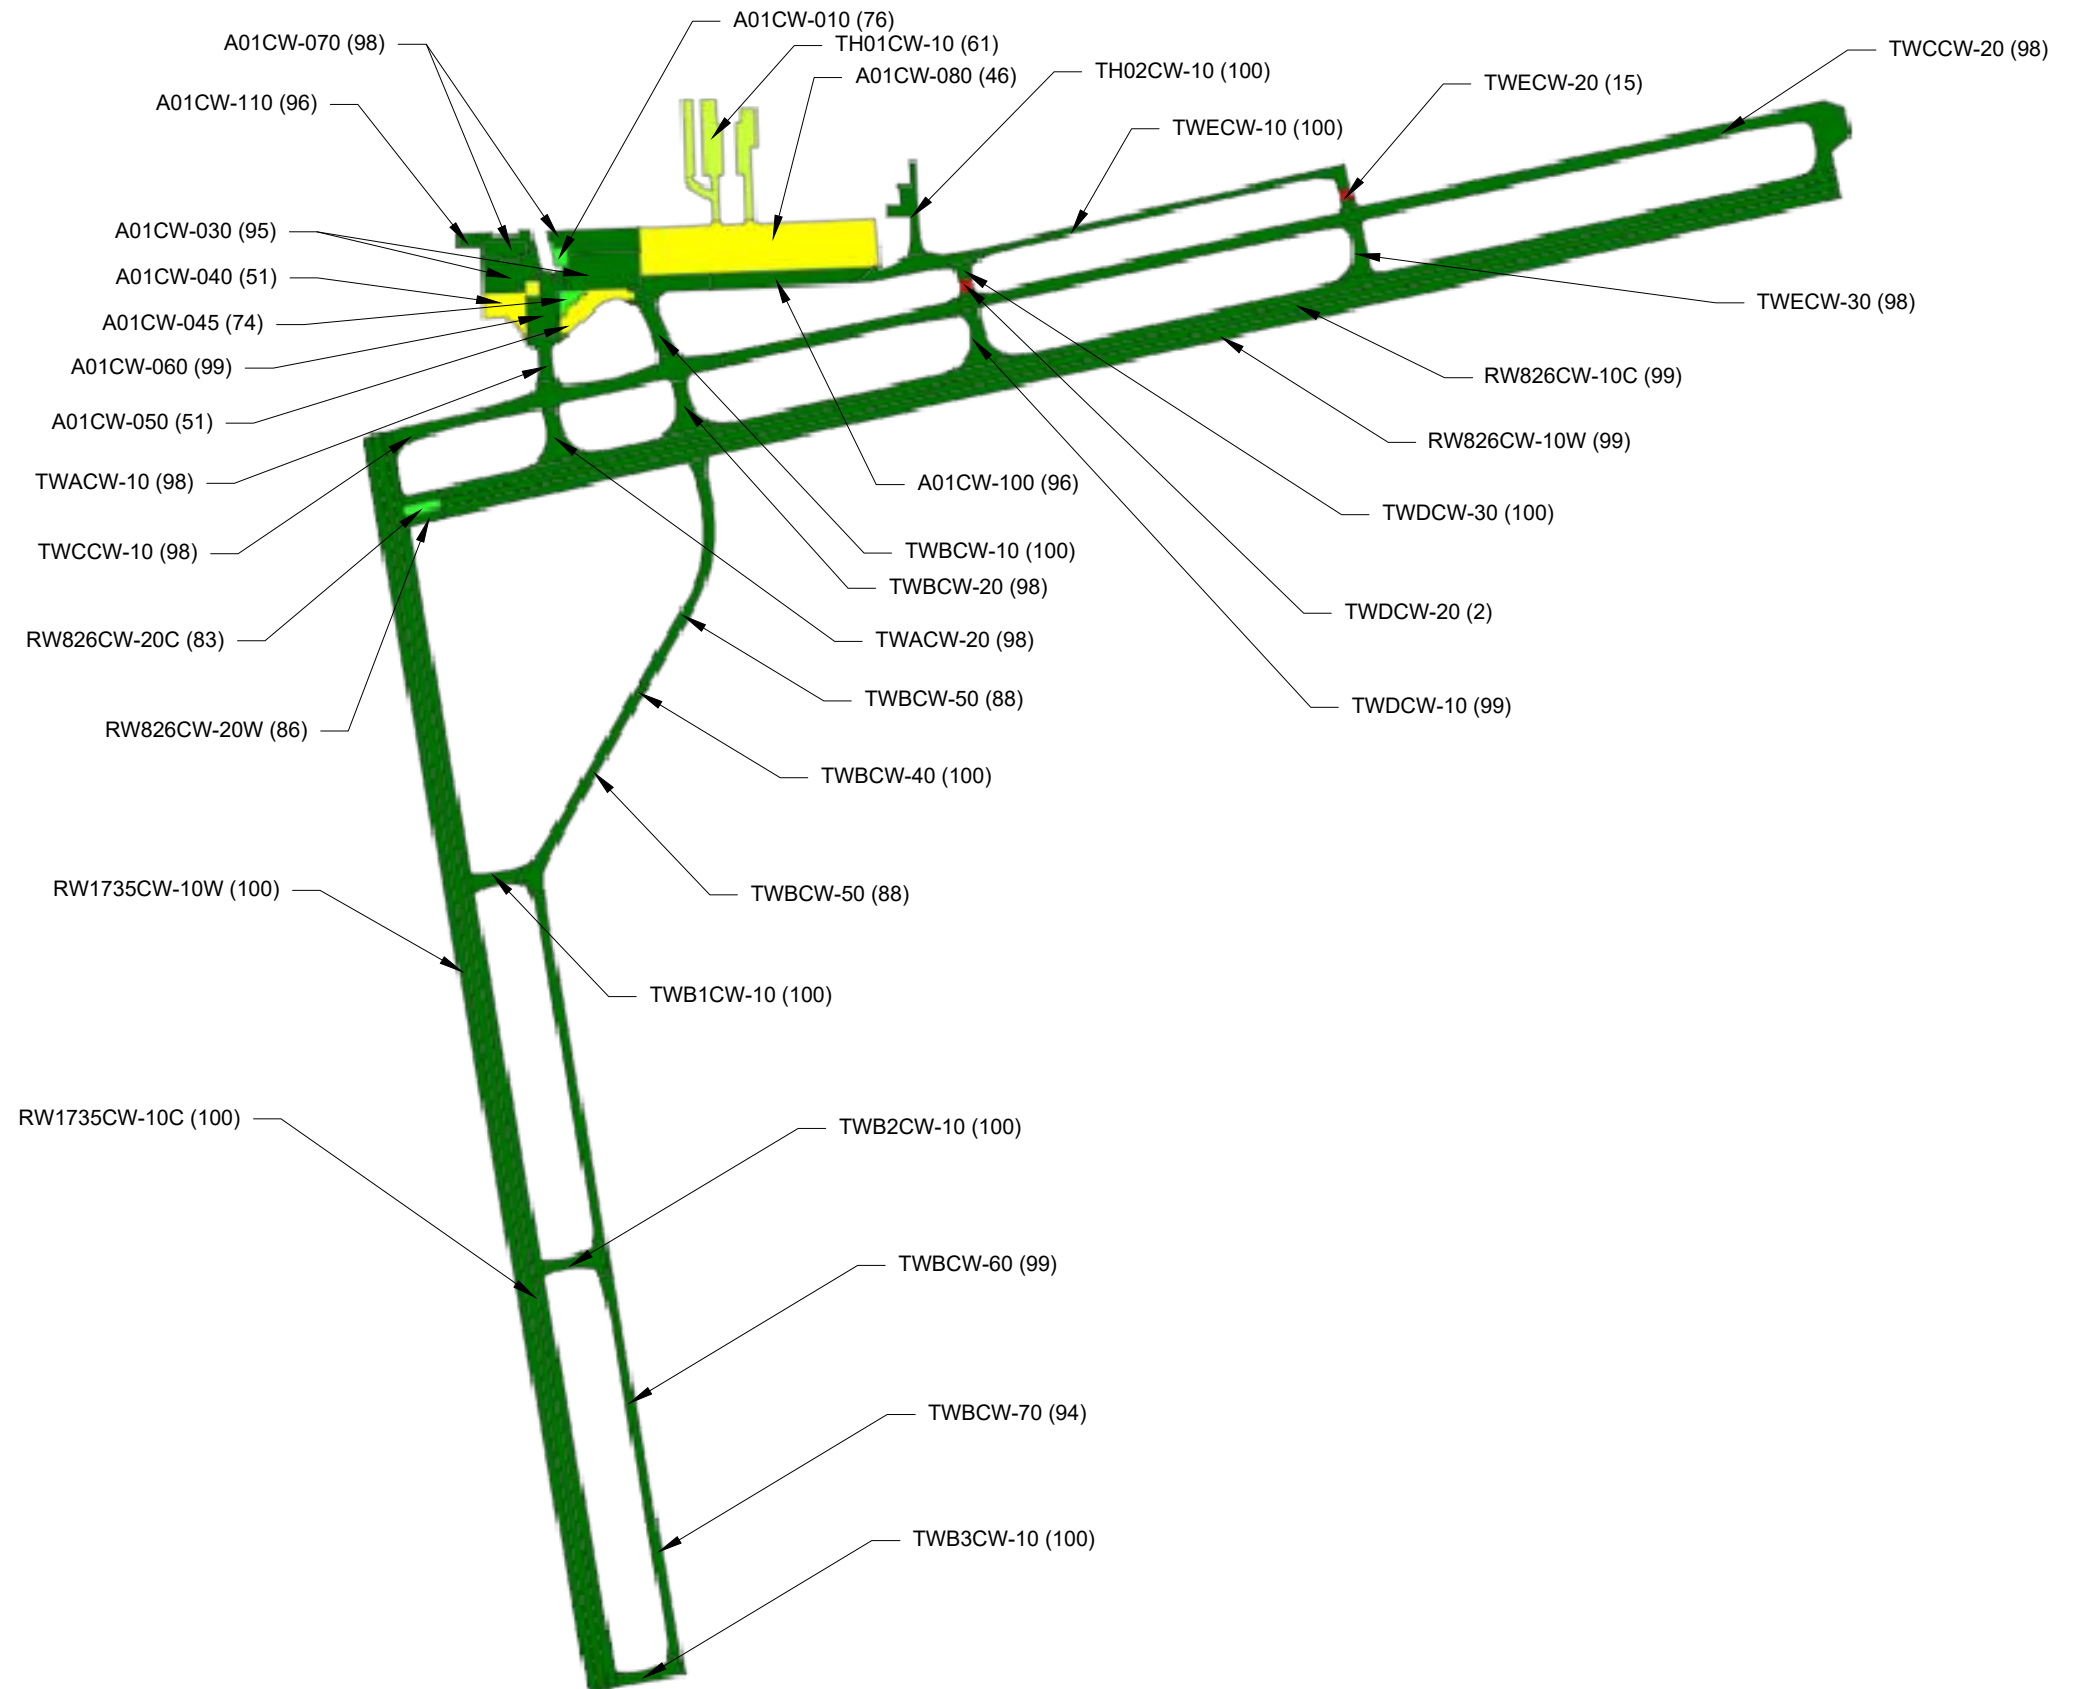 A01CW-010 (76)
A01CW-070 (98)
TH01CW-10 (61)
TWCCW-20 (98)
TH02CW-10 (100)
A01CW-080 (46)
TWECW-20 (15)
A01CW-110 (96)
TWECW-10 (100)
A01CW-030 (95)
A01CW-040 (51)
TWECW-30 (98)
A01CW-045 (74)
A01CW-060 (99)
RW826CW-10C (99)
A01CW-050 (51)
RW826CW-10W (99)
TWACW-10 (98)
A01CW-100 (96)
TWDCW-30 (100)
TWCCW-10 (98)
TWBCW-10 (100)
TWBCW-20 (98)
TWDCW-20 (2)
RW826CW-20C (83)
TWACW-20 (98)
TWBCW-50 (88)
TWDCW-10 (99)
RW826CW-20W (86)
TWBCW-40 (100)
RW1735CW-10W (100)
TWBCW-50 (88)
TWB1CW-10 (100)
RW1735CW-10C (100)
TWB2CW-10 (100)
TWBCW-60 (99)
TWBCW-70 (94)
TWB3CW-10 (100)